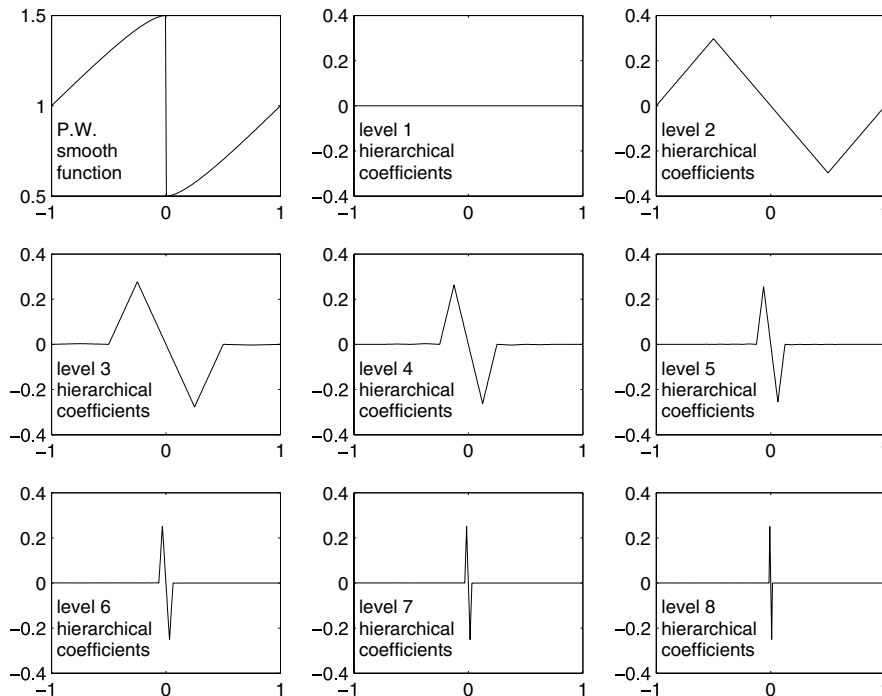 1.5
1
0.5
−1
0
1
P.W.
smooth
function
0.4
0.2
0
−0.2
−0.4
−1
0
1
level 1
hierarchical
coefficients
0.4
0.2
0
−0.2
−0.4
−1
0
1
level 2
hierarchical
coefficients
0.4
0.2
0
−0.2
−0.4
−1
0
1
level 3
hierarchical
coefficients
0.4
0.2
0
−0.2
−0.4
−1
0
1
level 4
hierarchical
coefficients
0.4
0.2
0
−0.2
−0.4
−1
0
1
level 5
hierarchical
coefficients
0.4
0.2
0
−0.2
−0.4
−1
0
1
level 6
hierarchical
coefficients
0.4
0.2
0
−0.2
−0.4
−1
0
1
level 7
hierarchical
coefficients
0.4
0.2
0
−0.2
−0.4
−1
0
1
level 8
hierarchical
coefficients